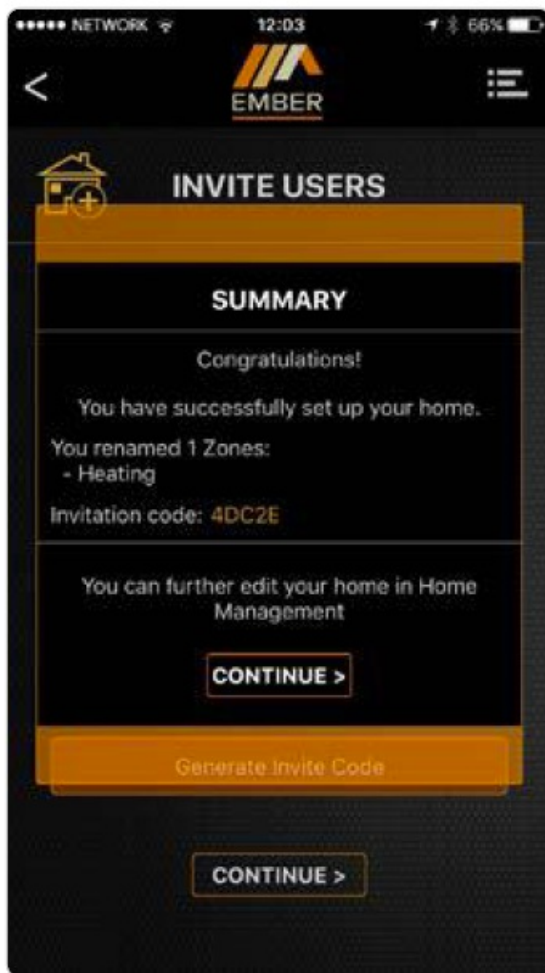 NETWORK 12:03 66%
<
EMBER
INVITE USERS
SUMMARY
Congratulations!
You have successfully set up your home.
You renamed 1 Zones:
- Heating
Invitation code: 4DC2E
You can further edit your home in Home
Management
CONTINUE >
Generate Invite Code
CONTINUE >